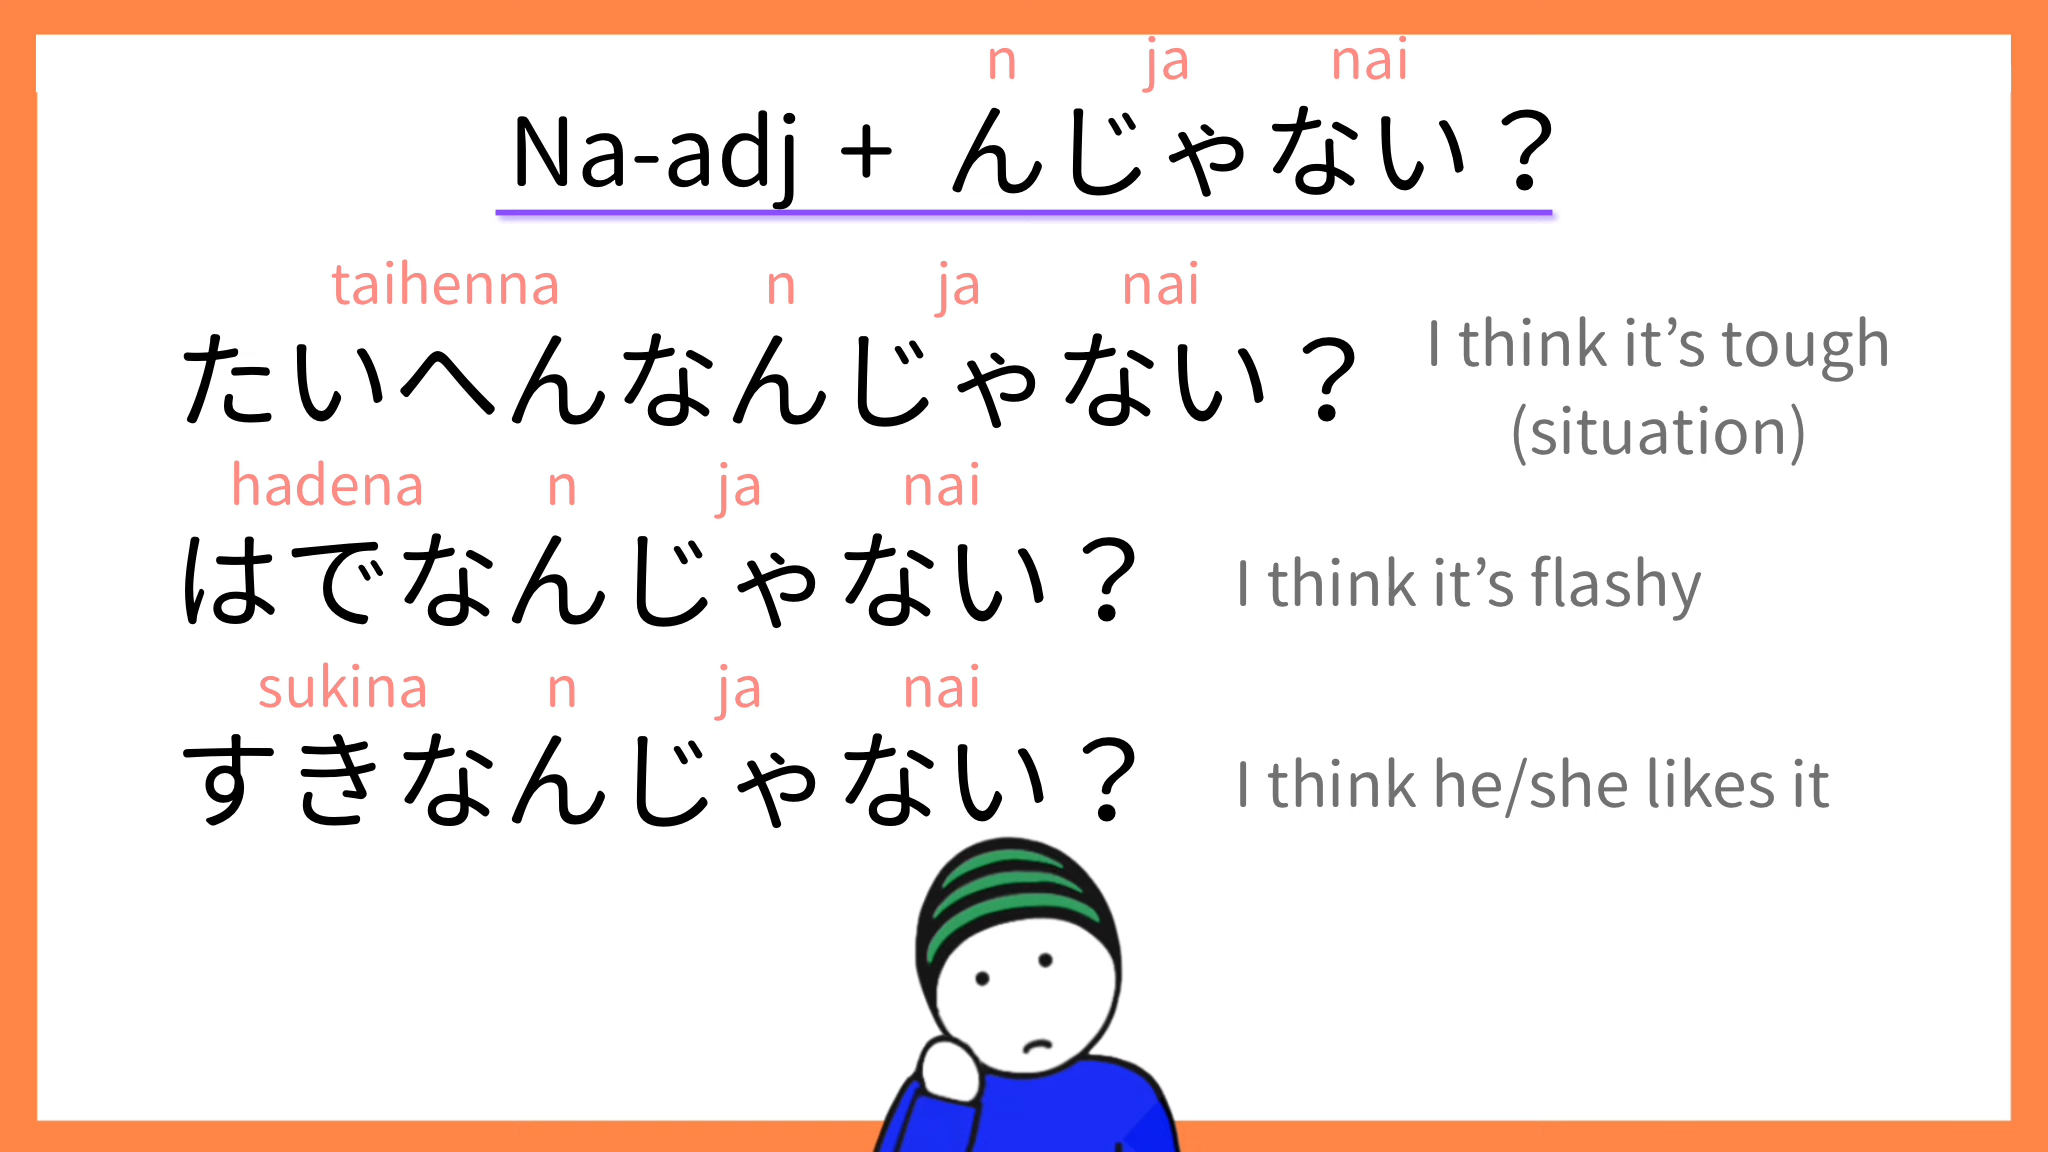 n ja nai
Na-adj + んじゃない？
taihenna n ja nai
たいへんなんじゃない？
I think it’s tough
(situation)
hadena n ja nai
はでなんじゃない？ I think it’s flashy
sukina n ja nai
すきなんじゃない？ I think he/she likes it